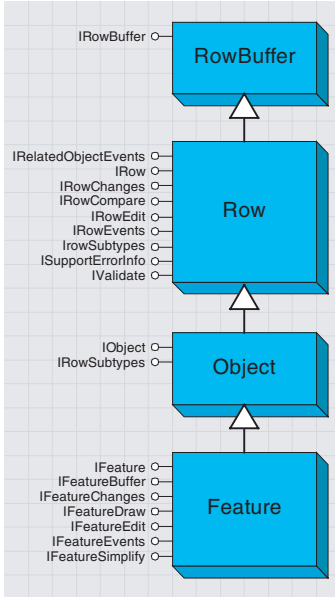 IRowBuffer
RowBuffer
IRelatedObjectEvents
IRow
IRowChanges
IRowCompare
IRowEdit
IRowEvents
IrowSubtypes
ISupportErrorInfo
IValidate
Row
IObject
IRowSubtypes
Object
IFeature
IFeatureBuffer
IFeatureChanges
IFeatureDraw
IFeatureEdit
IFeatureEvents
IFeatureSimplify
Feature